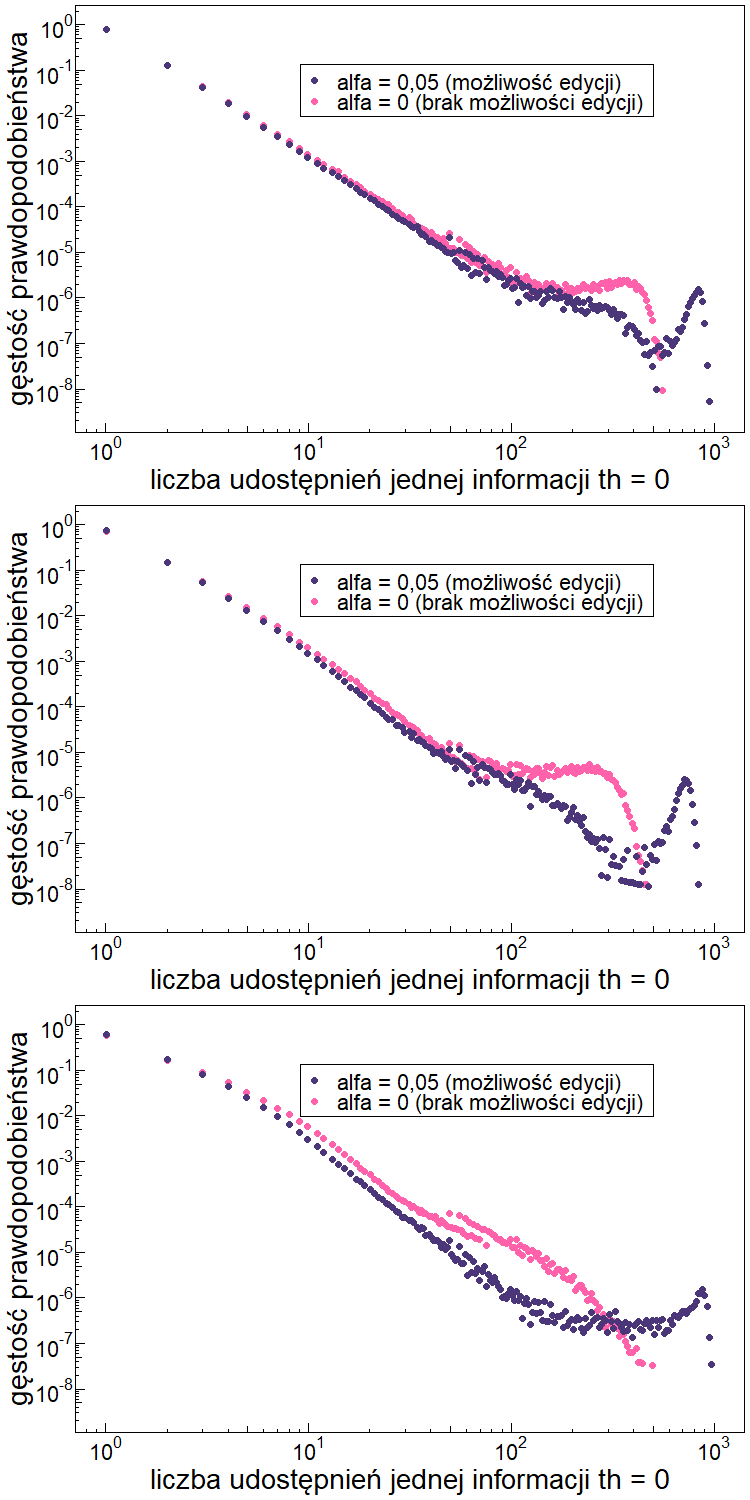 gęstość prawdopodobieństwa
10^0
10^-1
10^-2
10^-3
10^-4
10^-5
10^-6
10^-7
10^-8
alfa = 0,05 (możliwość edycji)
alfa = 0 (brak możliwości edycji)
10^0 10^1 10^2 10^3
liczba udostępnień jednej informacji th = 0
gęstość prawdopodobieństwa
10^0
10^-1
10^-2
10^-3
10^-4
10^-5
10^-6
10^-7
10^-8
alfa = 0,05 (możliwość edycji)
alfa = 0 (brak możliwości edycji)
10^0 10^1 10^2 10^3
liczba udostępnień jednej informacji th = 0
gęstość prawdopodobieństwa
10^0
10^-1
10^-2
10^-3
10^-4
10^-5
10^-6
10^-7
10^-8
alfa = 0,05 (możliwość edycji)
alfa = 0 (brak możliwości edycji)
10^0 10^1 10^2 10^3
liczba udostępnień jednej informacji th = 0